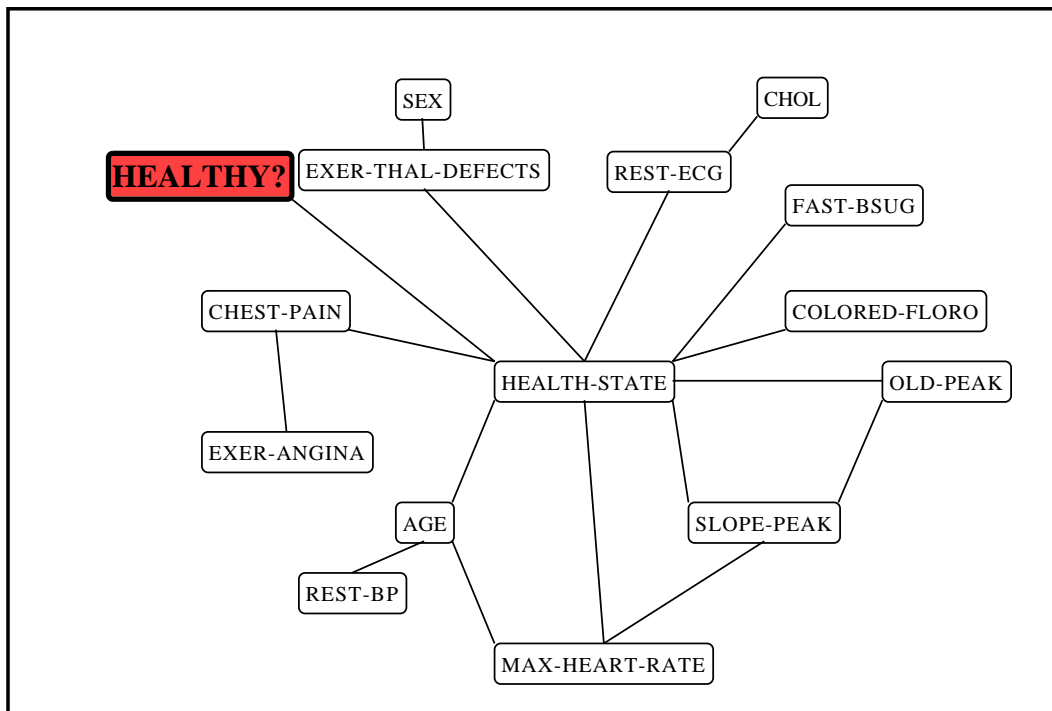 SEX
CHOL
HEALTHY?
EXER-THAL-DEFECTS
REST-ECG
FAST-BSUG
CHEST-PAIN
COLORED-FLORO
HEALTH-STATE
OLD-PEAK
EXER-ANGINA
AGE
SLOPE-PEAK
REST-BP
MAX-HEART-RATE